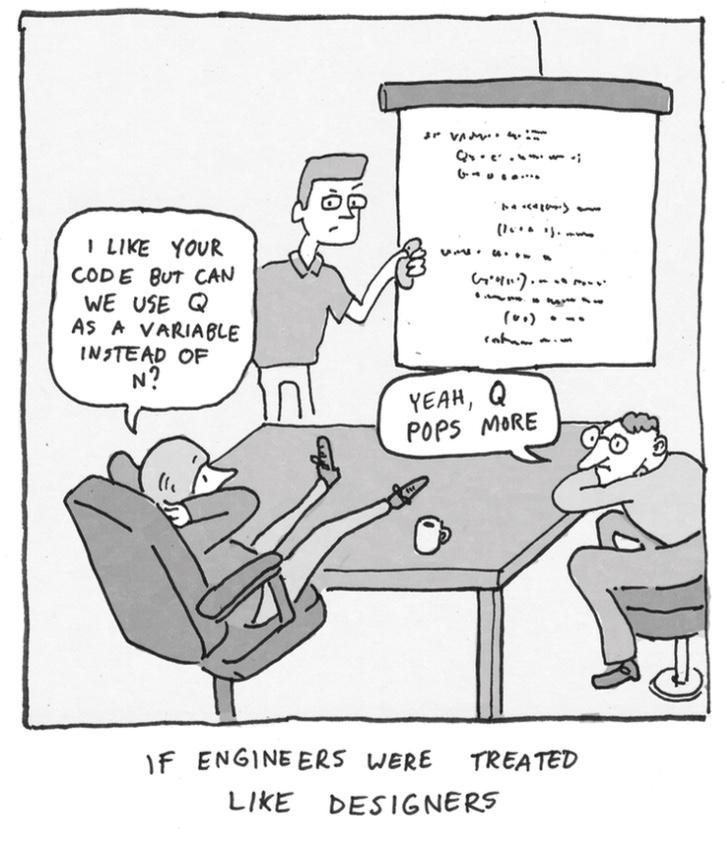 I LIKE YOUR
CODE BUT CAN
WE USE Q
AS A VARIABLE
INSTEAD OF
N?
YEAH, Q
POPS MORE
IF ENGINEERS WERE TREATED
LIKE DESIGNERS